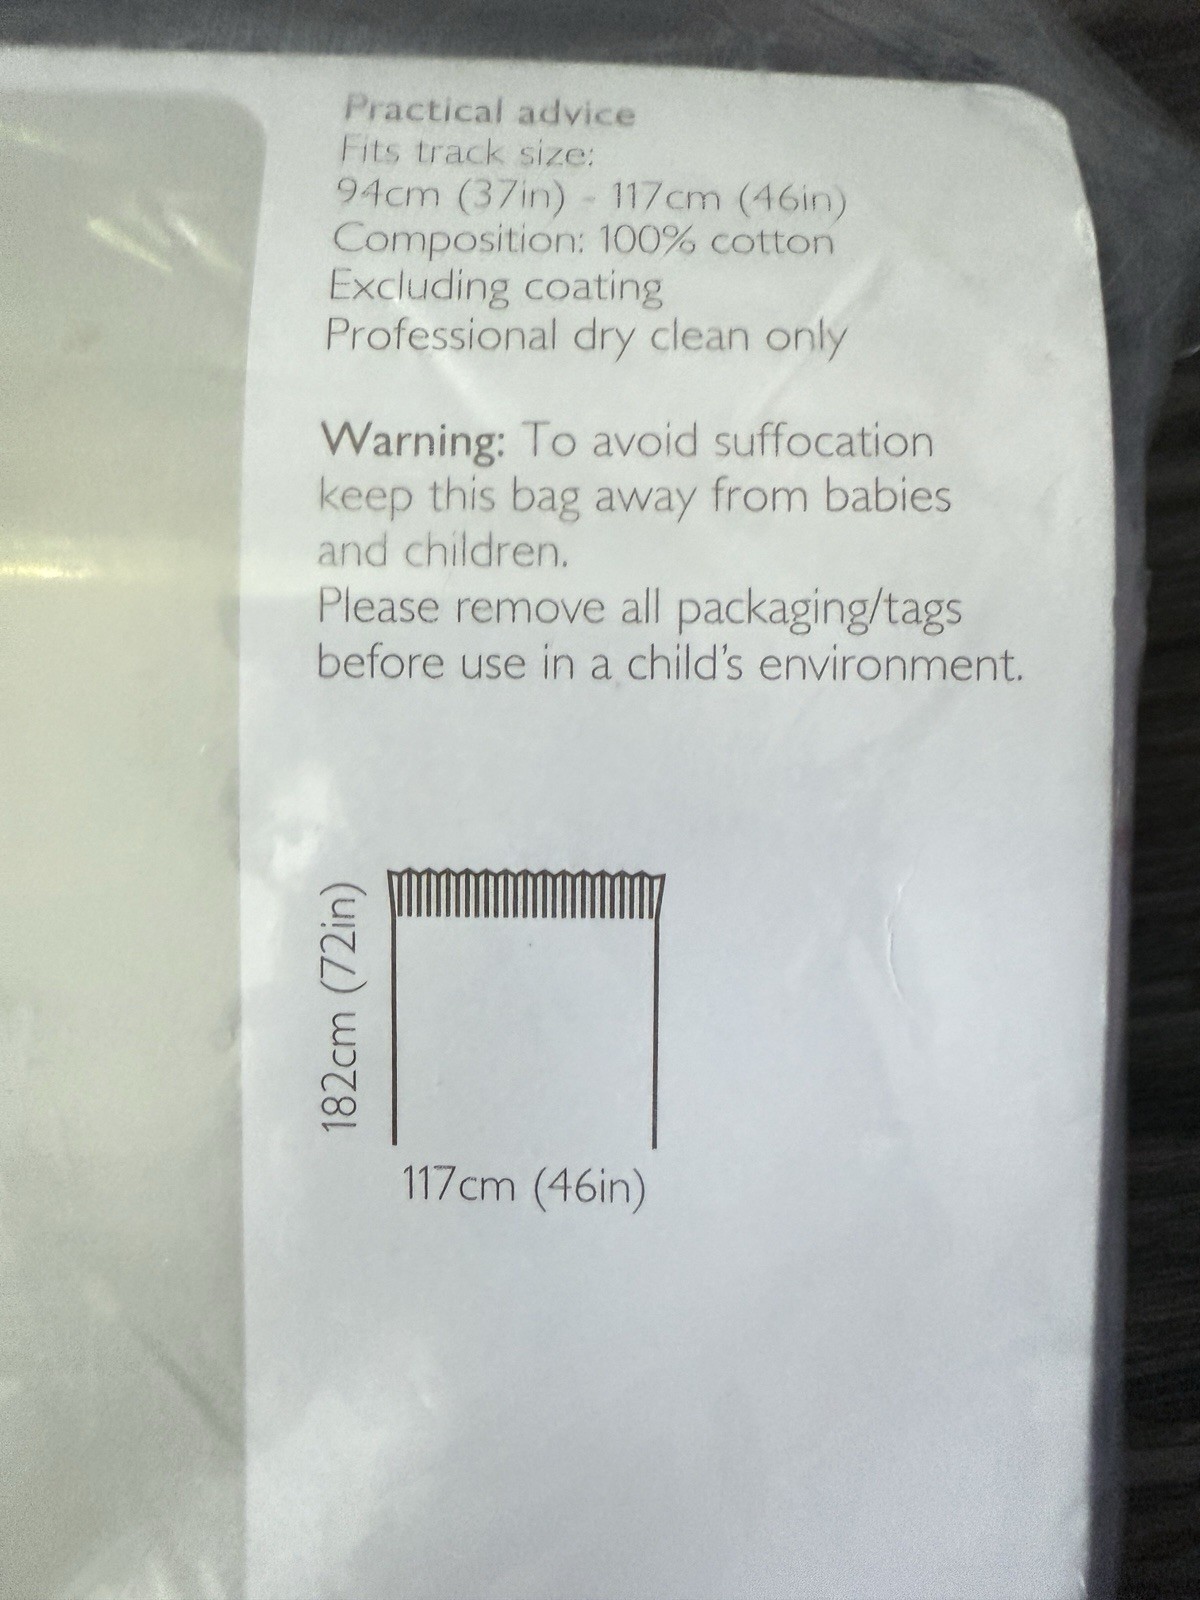 Practical advice
Fits track size:
94cm (37in) - 117cm (46in)
Composition: 100% cotton
Excluding coating
Professional dry clean only
Warning: To avoid suffocation
keep this bag away from babies
and children.
Please remove all packaging/tags
before use in a child's environment.
182cm (72in)
117cm (46in)